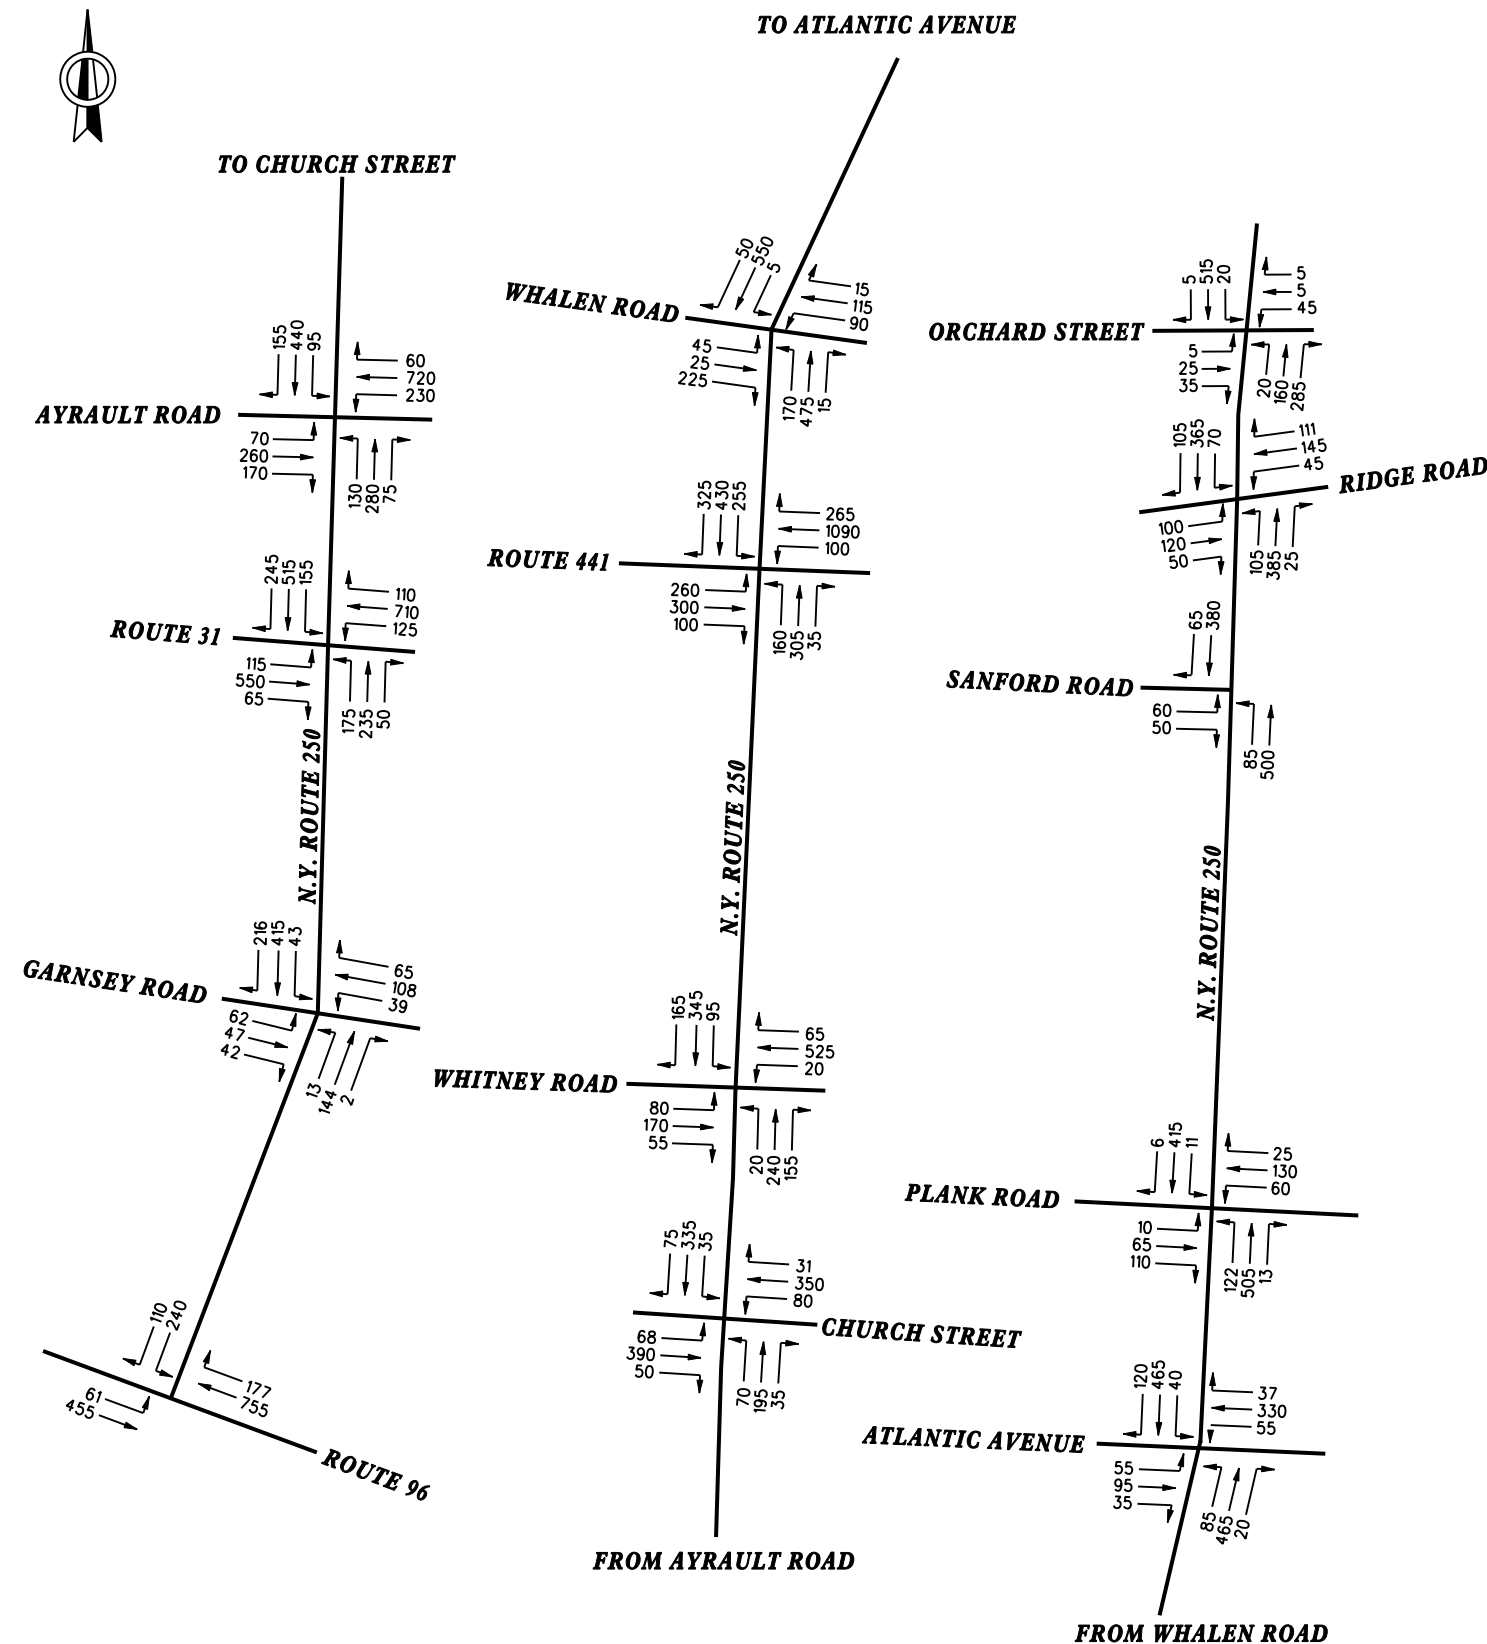 TO CHURCH STREET
155 440 95
60
720
230
AYRAULT ROAD
70
260
170
130 280 75
245 515 155
110
710
125
ROUTE 31
115
550
65
175 235 50
N.Y. ROUTE 250
216 415 43
65
108
39
GARNSEY ROAD
62
47
42
13 144 2
110 240
177
755
61
455
ROUTE 96
TO ATLANTIC AVENUE
50 550 5
15
115
90
WHALEN ROAD
45
25
225
170 475 15
325 430 255
265
1090
100
ROUTE 441
260
300
100
160 305 35
N.Y. ROUTE 250
165 345 95
65
525
20
WHITNEY ROAD
80
170
55
20 240 155
75 335 35
31
350
80
CHURCH STREET
68
390
50
70 195 35
FROM AYRAULT ROAD
5 515 20
5
5
45
ORCHARD STREET
5
25
35
20 160 285
105 365 70
111
145
45
RIDGE ROAD
100
120
50
105 385 25
65 380
SANFORD ROAD
60
50
85 500
N.Y. ROUTE 250
6 415 11
25
130
60
PLANK ROAD
10
65
110
122 505 13
120 465 40
37
330
55
ATLANTIC AVENUE
55
95
35
85 465 20
FROM WHALEN ROAD